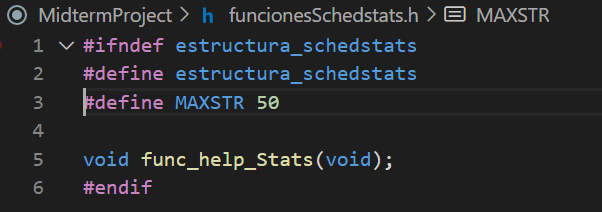 MidtermProject > h funcionesSchedstats.h > MAXSTR
1 #ifndef estructura_schedstats
2 #define estructura_schedstats
3 #define MAXSTR 50
4
5 void func_help_Stats(void);
6 #endif